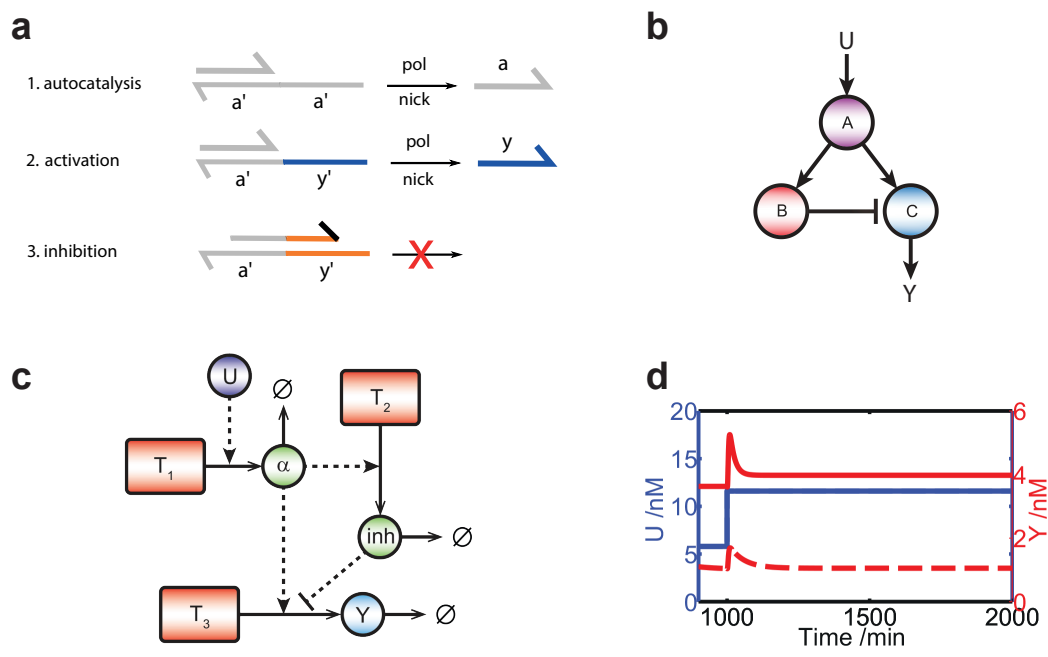 a
1. autocatalysis
a' a'
pol
nick
a
2. activation
a' y'
pol
nick
y
3. inhibition
a' y'
X
b
U
A
B
C
Y
c
U
∅
T2
T1
α
inh
∅
T3
Y
∅
d
20
15
10
5
0
U /nM
6
4
2
0
Y /nM
1000 1500 2000
Time /min